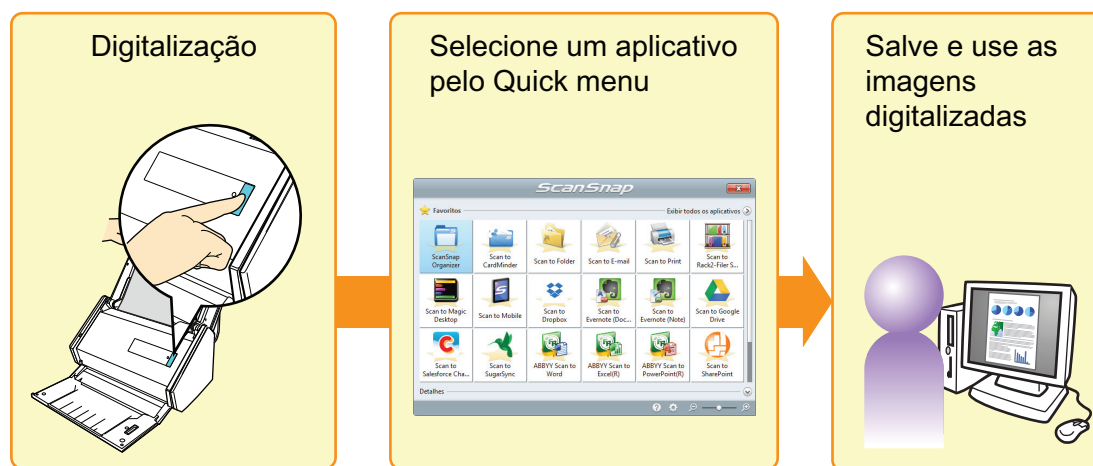 Digitalização
Selecione um aplicativo
pelo Quick menu
Salve e use as
imagens
digitalizadas
ScanSnap
Favoritos
Exibir todos os aplicativos
ScanSnap
Organizer
Scan to
CardMinder
Scan to Folder
Scan to E-mail
Scan to Print
Scan to
Rack2-Filer S...
Scan to Magic
Desktop
Scan to Mobile
Scan to
Dropbox
Scan to
Evernote (Doc...
Scan to
Evernote (Note)
Scan to Google
Drive
Scan to
Salesforce Cha...
Scan to
SugarSync
ABBYY Scan to
Word
ABBYY Scan to
Excel(R)
ABBYY Scan to
PowerPoint(R)
Scan to
SharePoint
Detalhes